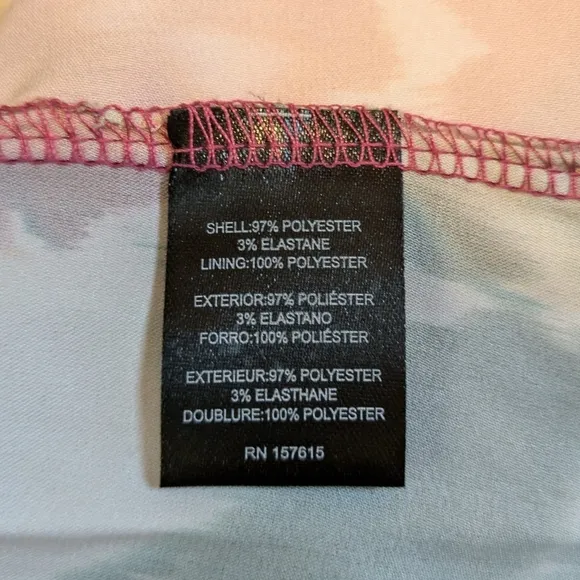 SHELL:97% POLYESTER
3% ELASTANE
LINING:100% POLYESTER
EXTERIOR:97% POLIÉSTER
3% ELASTANO
FORRO:100% POLIÉSTER
EXTERIEUR:97% POLYESTER
3% ELASTHANE
DOUBLURE:100% POLYESTER
RN 157615